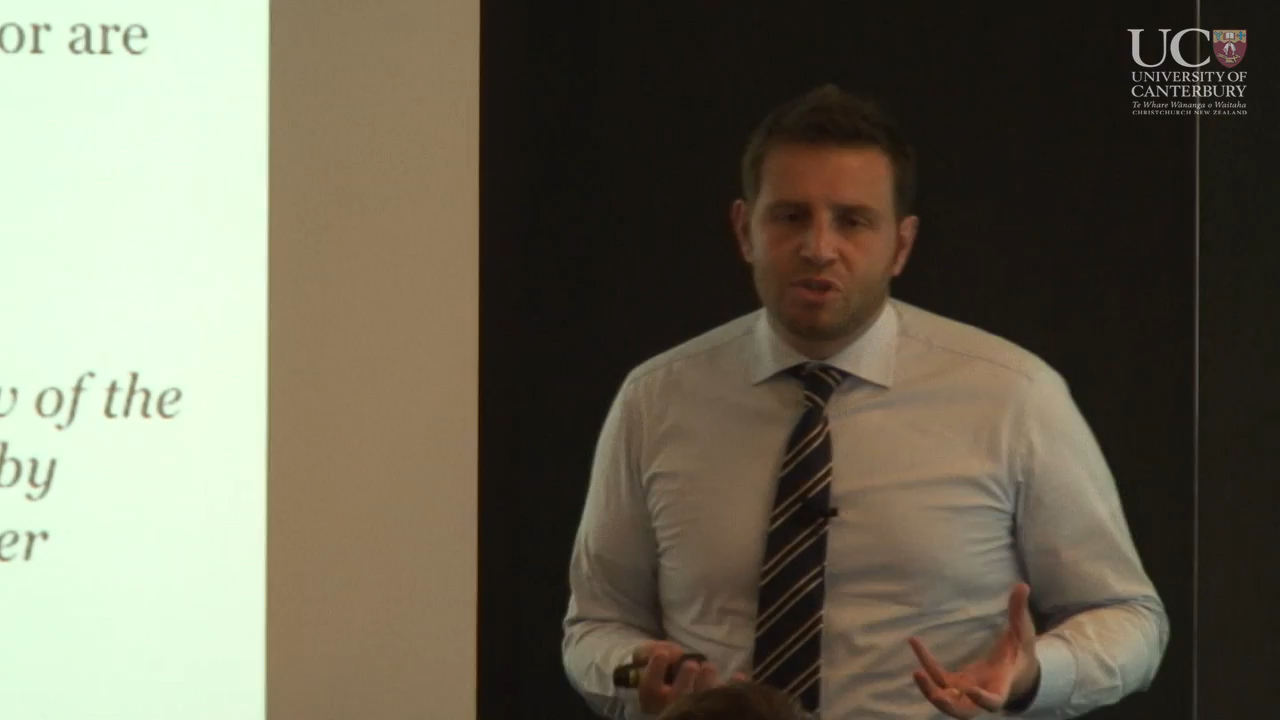 or are
of the
by
er
UC
UNIVERSITY OF
CANTERBURY
Te Whare Wānanga o Waitaha
CHRISTCHURCH NEW ZEALAND